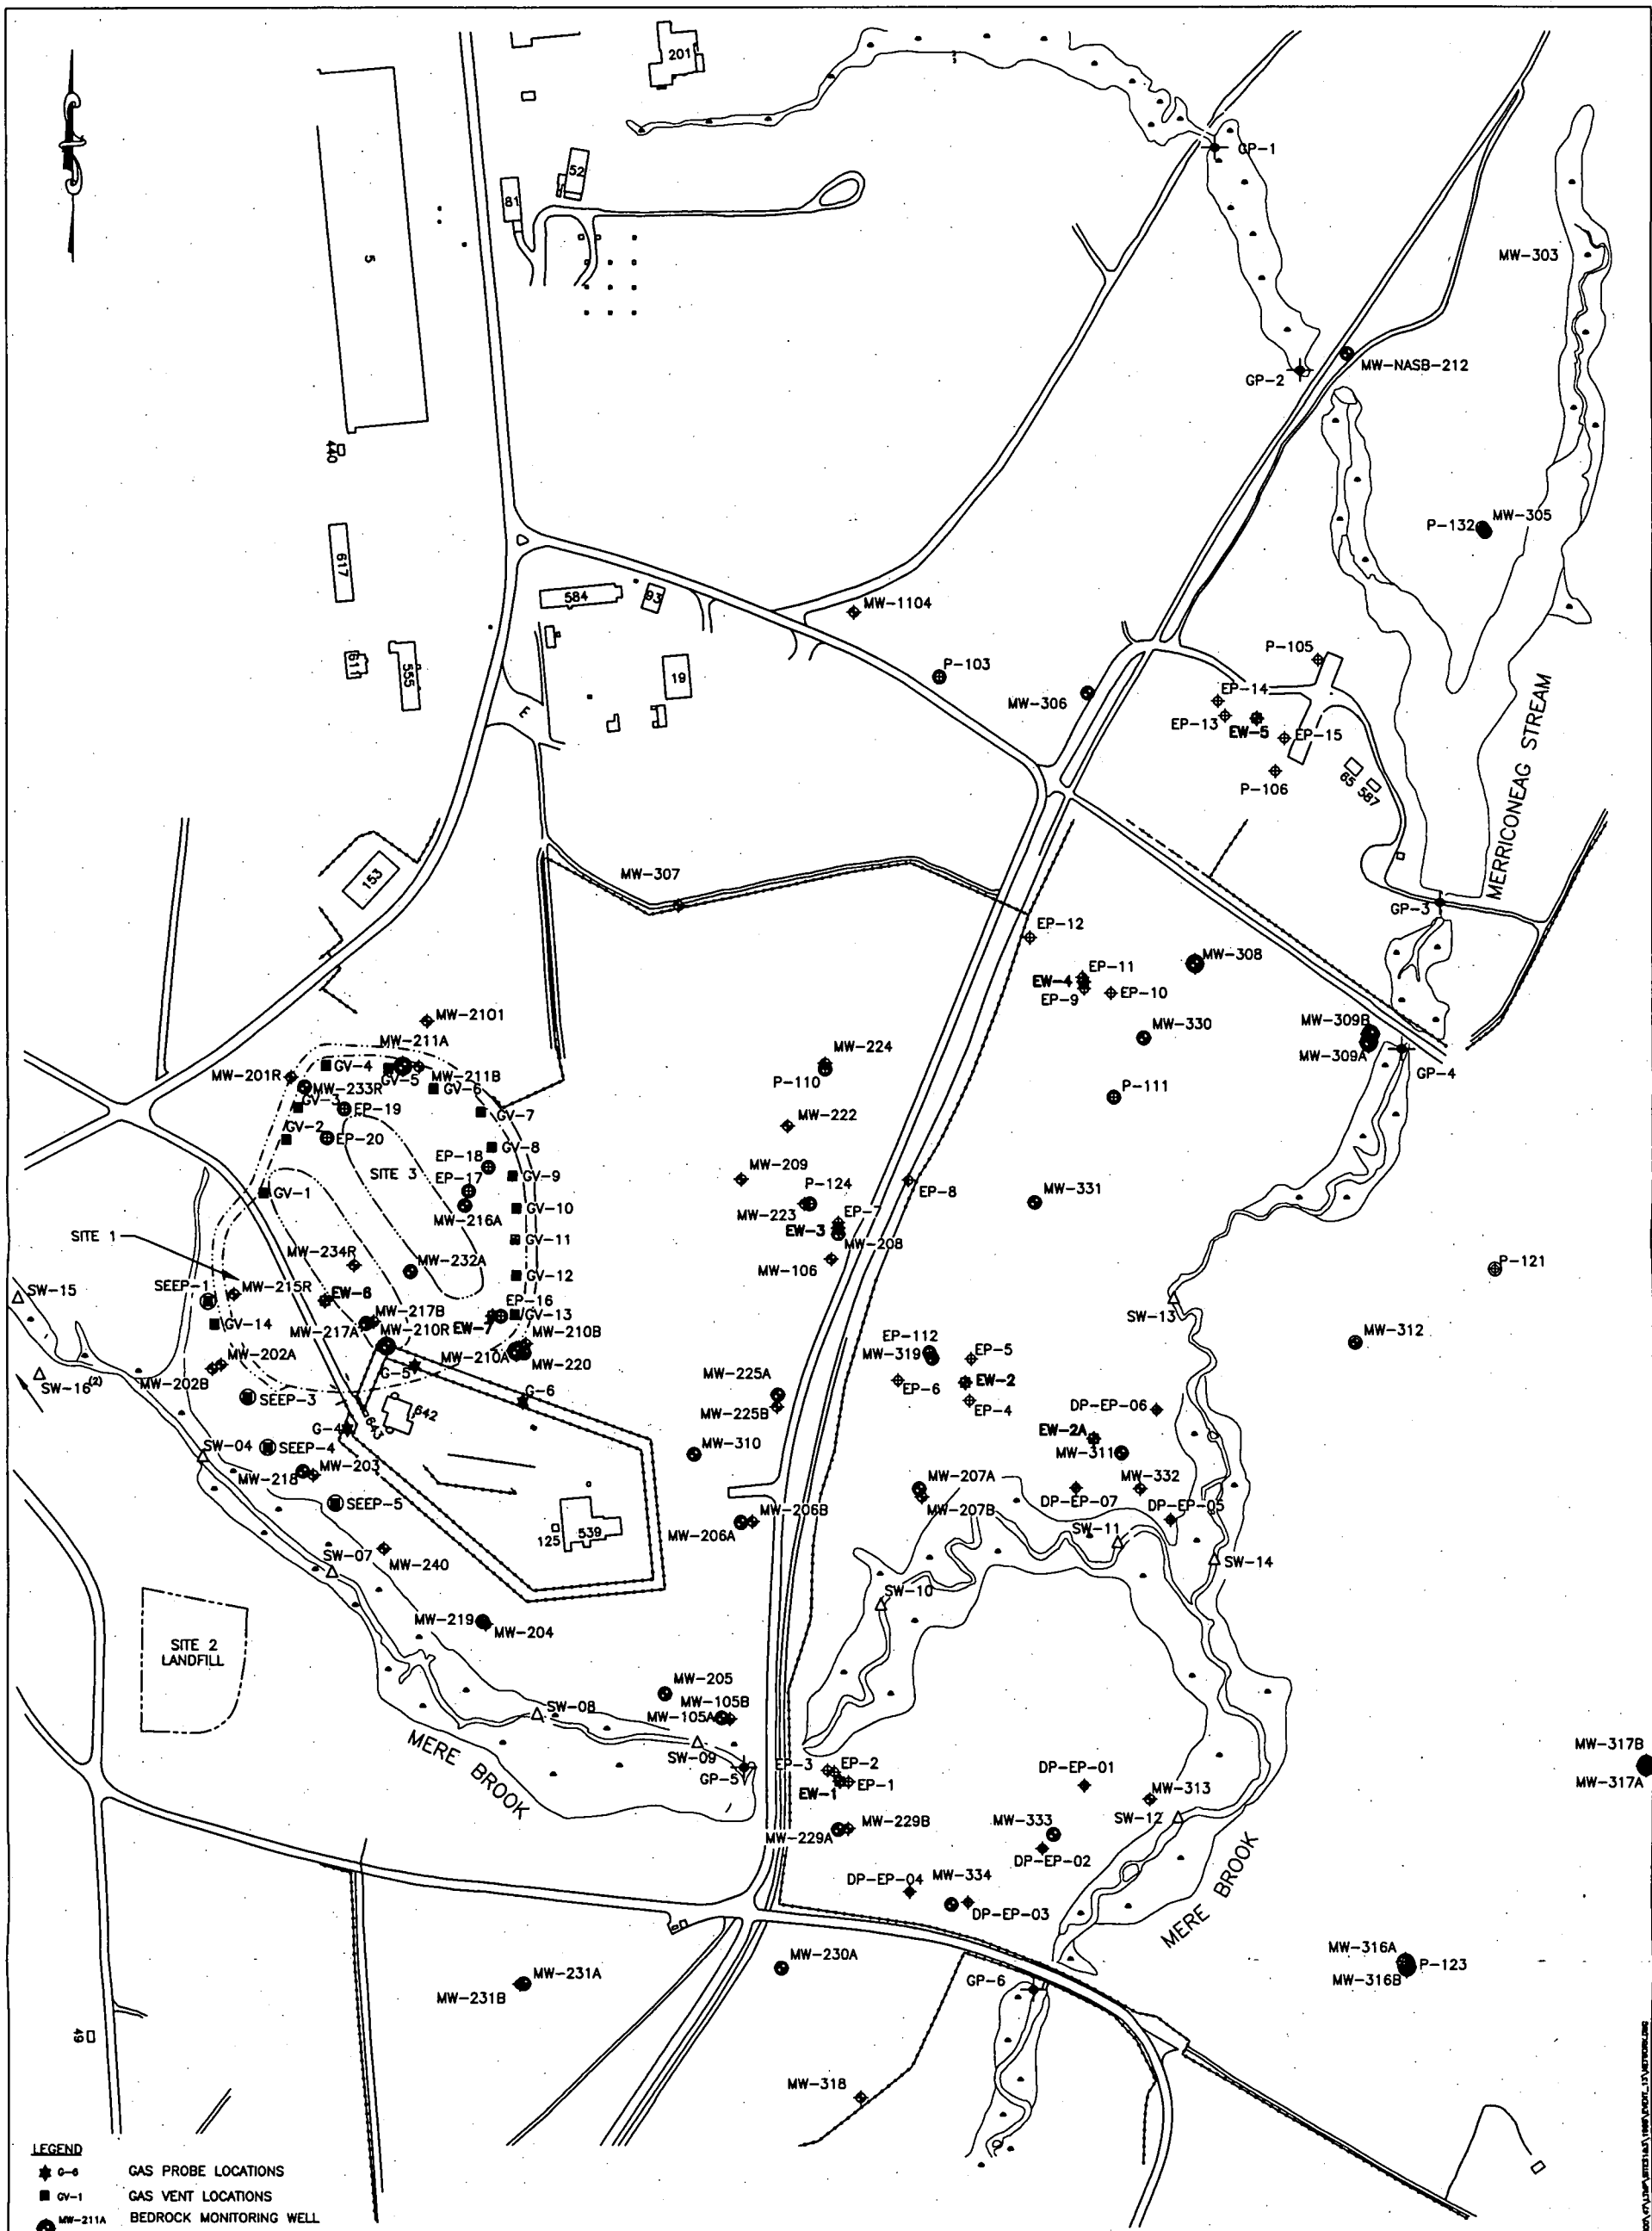 201
52
81
GP-1
5
MW-303
MW-NASB-212
GP-2
440
MW-305
P-132
617
584
93
MW-1104
611
555
19
P-103
P-105
MW-306
EP-14
EP-13
EW-5
EP-15
P-106
65
587
MERRICONEAG STREAM
E
153
MW-307
GP-3
EP-12
MW-308
EP-11
EW-4
EP-9
EP-10
MW-2101
MW-330
MW-309B
MW-309A
GP-4
MW-211A
MW-201R
GV-4
GV-5
MW-211B
MW-233R
GV-6
GV-3
EP-19
GV-7
MW-224
P-110
P-111
GV-2
EP-20
GV-8
MW-222
EP-18
SITE 3
EP-17
GV-9
MW-209
P-124
EP-8
GV-1
GV-10
MW-223
MW-331
MW-216A
EP-7
EW-3
MW-208
SITE 1
GV-11
MW-234R
MW-232A
MW-106
P-121
GV-12
SW-15
SEEP-1
MW-215R
EW-6
EP-16
SW-13
GV-14
MW-217B
MW-217A
EW-7
GV-13
MW-210R
MW-210B
EP-112
MW-319
EP-5
MW-312
MW-202A
MW-210A
MW-220
SW-16(2)
MW-202B
G-5
EP-6
EW-2
SEEP-3
G-6
MW-225A
MW-225B
EP-4
DP-EP-06
642
643
G-4
EW-2A
SW-04
SEEP-4
MW-310
MW-311
MW-218
MW-203
MW-207A
MW-332
SEEP-5
MW-207B
DP-EP-07
DP-EP-05
MW-206B
MW-206A
539
125
SW-11
SW-07
MW-240
SW-14
SW-10
MW-219
MW-204
SITE 2
LANDFILL
MW-205
MW-105B
SW-08
MW-105A
MERE BROOK
SW-09
GP-5
EP-3
EP-2
EW-1
EP-1
DP-EP-01
MW-313
SW-12
MW-317B
MW-317A
MW-229B
MW-229A
MW-333
DP-EP-02
DP-EP-04
MW-334
DP-EP-03
MERE BROOK
MW-230A
MW-316A
P-123
MW-316B
GP-6
MW-231A
MW-231B
49
MW-318
LEGEND
G-6 GAS PROBE LOCATIONS
GV-1 GAS VENT LOCATIONS
MW-211A BEDROCK MONITORING WELL